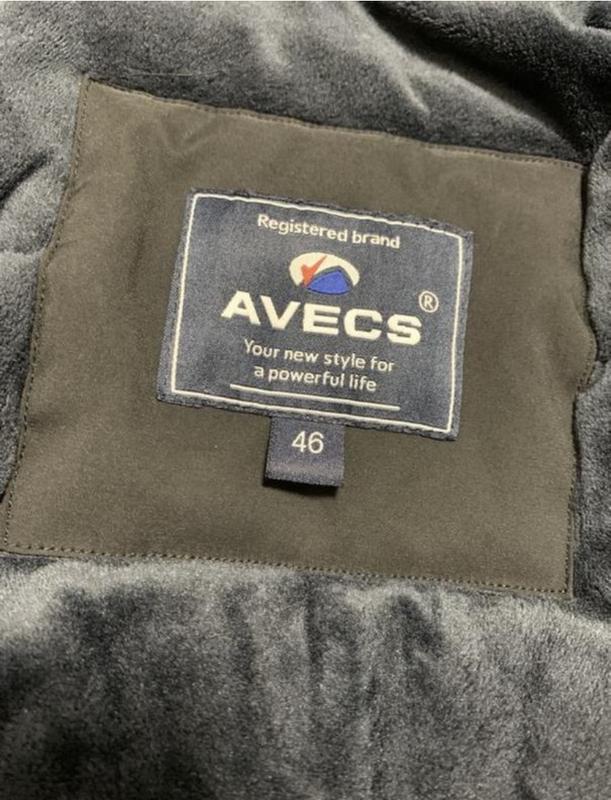 Registered brand
AVECS®
Your new style for
a powerful life
46